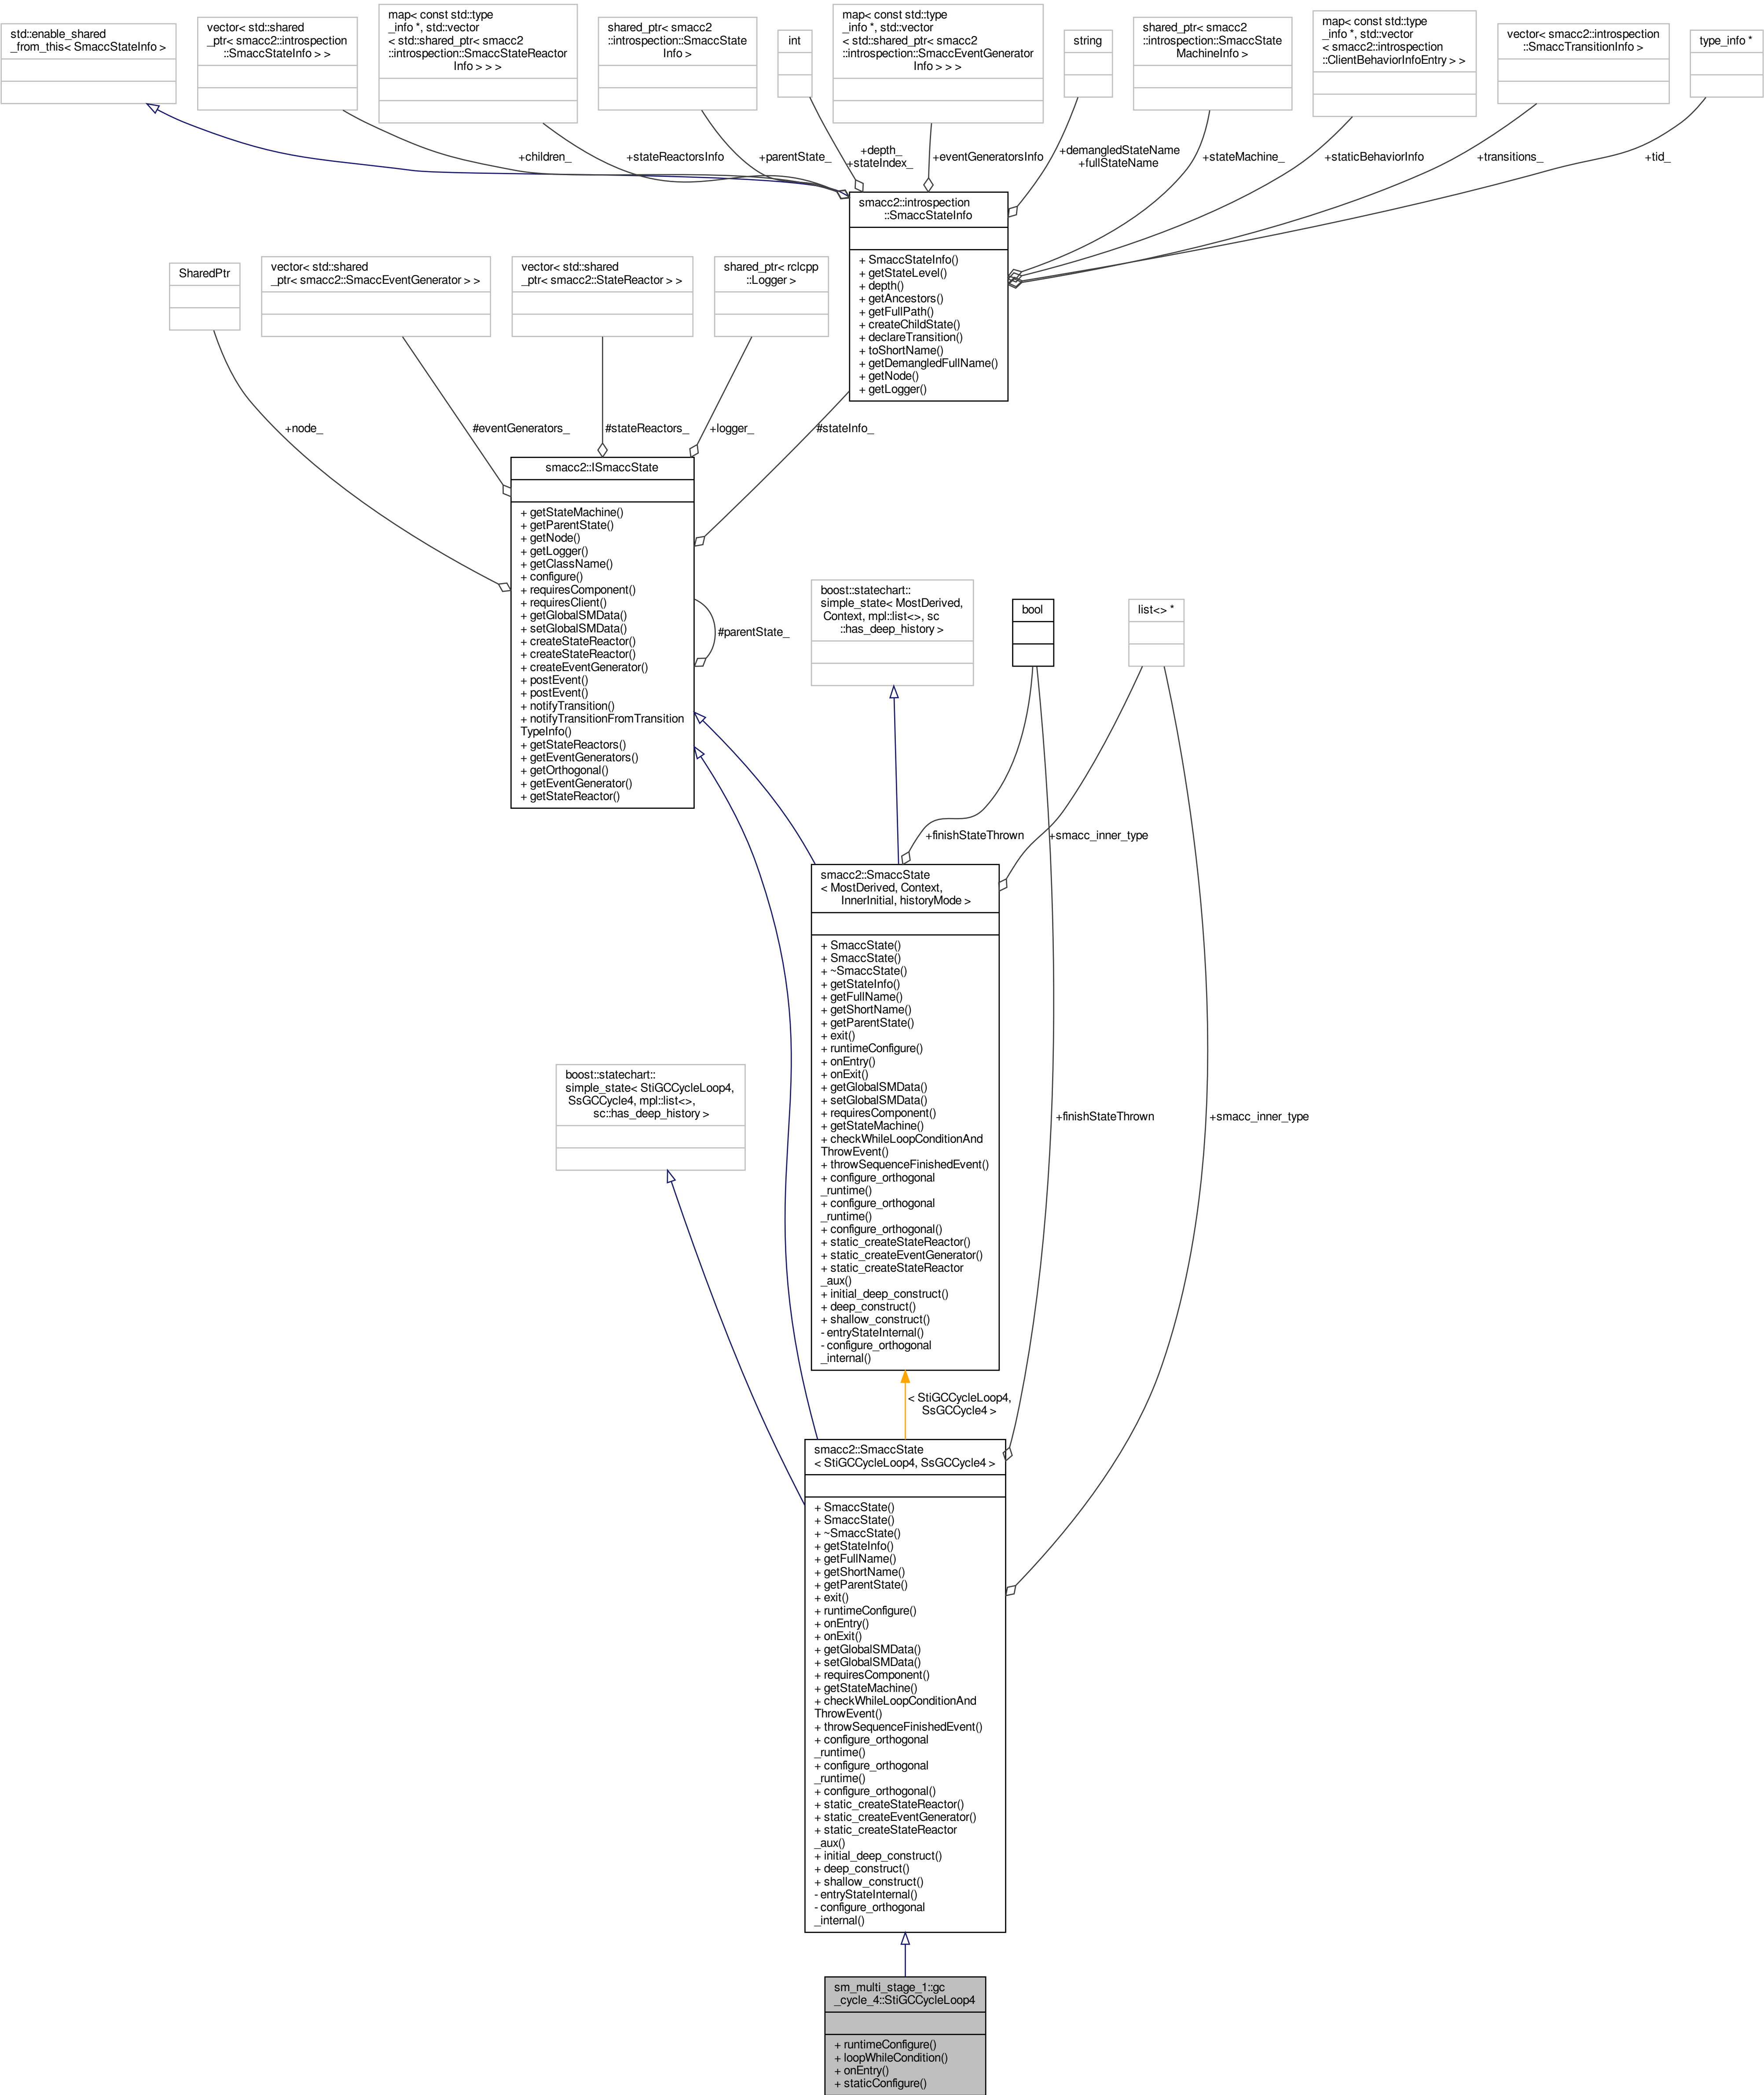 std::enable_shared
_from_this< SmaccStateInfo >
vector< std::shared
_ptr< smacc2::introspection
::SmaccStateInfo > >
map< const std::type
_info *, std::vector
< std::shared_ptr< smacc2
::introspection::SmaccStateReactor
Info > > >
shared_ptr< smacc2
::introspection::SmaccState
Info >
int
map< const std::type
_info *, std::vector
< std::shared_ptr< smacc2
::introspection::SmaccEventGenerator
Info > > >
string
shared_ptr< smacc2
::introspection::SmaccState
MachineInfo >
map< const std::type
_info *, std::vector
< smacc2::introspection
::ClientBehaviorInfoEntry > >
vector< smacc2::introspection
::SmaccTransitionInfo >
type_info *
+children_
+stateReactorsInfo
+parentState_
+depth_
+stateIndex_
+eventGeneratorsInfo
+demangledStateName
+fullStateName
+stateMachine_
+staticBehaviorInfo
+transitions_
+tid_
smacc2::introspection
::SmaccStateInfo
+ SmaccStateInfo()
+ getStateLevel()
+ depth()
+ getAncestors()
+ getFullPath()
+ createChildState()
+ declareTransition()
+ toShortName()
+ getDemangledFullName()
+ getNode()
+ getLogger()
SharedPtr
vector< std::shared
_ptr< smacc2::SmaccEventGenerator > >
vector< std::shared
_ptr< smacc2::StateReactor > >
shared_ptr< rclcpp
::Logger >
+node_
#eventGenerators_
#stateReactors_
+logger_
#stateInfo_
smacc2::ISmaccState
+ getStateMachine()
+ getParentState()
+ getNode()
+ getLogger()
+ getClassName()
+ configure()
+ requiresComponent()
+ requiresClient()
+ getGlobalSMData()
+ setGlobalSMData()
+ createStateReactor()
+ createStateReactor()
+ createEventGenerator()
+ postEvent()
+ postEvent()
+ notifyTransition()
+ notifyTransitionFromTransition
TypeInfo()
+ getStateReactors()
+ getEventGenerators()
+ getOrthogonal()
+ getEventGenerator()
+ getStateReactor()
#parentState_
boost::statechart::
simple_state< MostDerived,
Context, mpl::list<>, sc
::has_deep_history >
bool
list<> *
+finishStateThrown
+smacc_inner_type
smacc2::SmaccState
< MostDerived, Context,
InnerInitial, historyMode >
+ SmaccState()
+ SmaccState()
+ ~SmaccState()
+ getStateInfo()
+ getFullName()
+ getShortName()
+ getParentState()
+ exit()
+ runtimeConfigure()
+ onEntry()
+ onExit()
+ getGlobalSMData()
+ setGlobalSMData()
+ requiresComponent()
+ getStateMachine()
+ checkWhileLoopConditionAnd
ThrowEvent()
+ throwSequenceFinishedEvent()
+ configure_orthogonal
_runtime()
+ configure_orthogonal
_runtime()
+ configure_orthogonal()
+ static_createStateReactor()
+ static_createEventGenerator()
+ static_createStateReactor
_aux()
+ initial_deep_construct()
+ deep_construct()
+ shallow_construct()
- entryStateInternal()
- configure_orthogonal
_internal()
boost::statechart::
simple_state< StiGCCycleLoop4,
SsGCCycle4, mpl::list<>,
sc::has_deep_history >
+finishStateThrown
+smacc_inner_type
< StiGCCycleLoop4,
SsGCCycle4 >
smacc2::SmaccState
< StiGCCycleLoop4, SsGCCycle4 >
+ SmaccState()
+ SmaccState()
+ ~SmaccState()
+ getStateInfo()
+ getFullName()
+ getShortName()
+ getParentState()
+ exit()
+ runtimeConfigure()
+ onEntry()
+ onExit()
+ getGlobalSMData()
+ setGlobalSMData()
+ requiresComponent()
+ getStateMachine()
+ checkWhileLoopConditionAnd
ThrowEvent()
+ throwSequenceFinishedEvent()
+ configure_orthogonal
_runtime()
+ configure_orthogonal
_runtime()
+ configure_orthogonal()
+ static_createStateReactor()
+ static_createEventGenerator()
+ static_createStateReactor
_aux()
+ initial_deep_construct()
+ deep_construct()
+ shallow_construct()
- entryStateInternal()
- configure_orthogonal
_internal()
sm_multi_stage_1::gc
_cycle_4::StiGCCycleLoop4
+ runtimeConfigure()
+ loopWhileCondition()
+ onEntry()
+ staticConfigure()